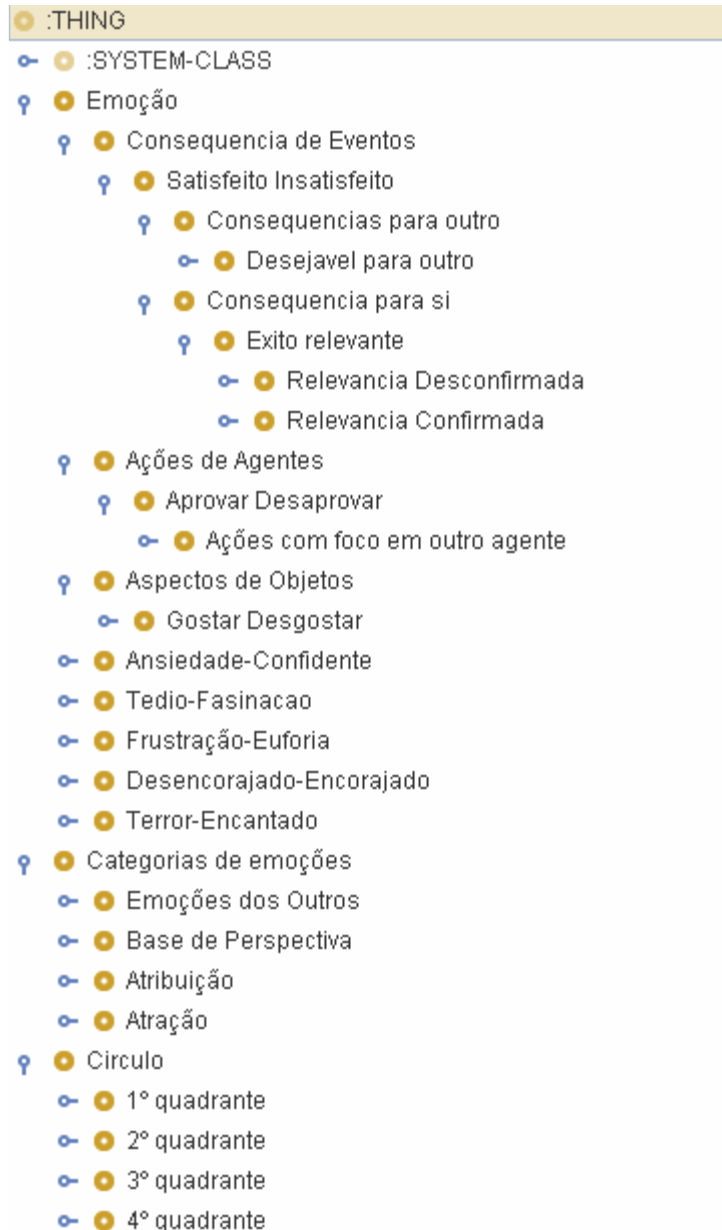 :THING
:SYSTEM-CLASS
Emoção
Consequencia de Eventos
Satisfeito Insatisfeito
Consequencias para outro
Desejavel para outro
Consequencia para si
Exito relevante
Relevancia Desconfirmada
Relevancia Confirmada
Ações de Agentes
Aprovar Desaprovar
Ações com foco em outro agente
Aspectos de Objetos
Gostar Desgostar
Ansiedade-Confidente
Tedio-Fasinacao
Frustração-Euforia
Desencorajado-Encorajado
Terror-Encantado
Categorias de emoções
Emoções dos Outros
Base de Perspectiva
Atribuição
Atração
Circulo
1º quadrante
2º quadrante
3º quadrante
4º quadrante